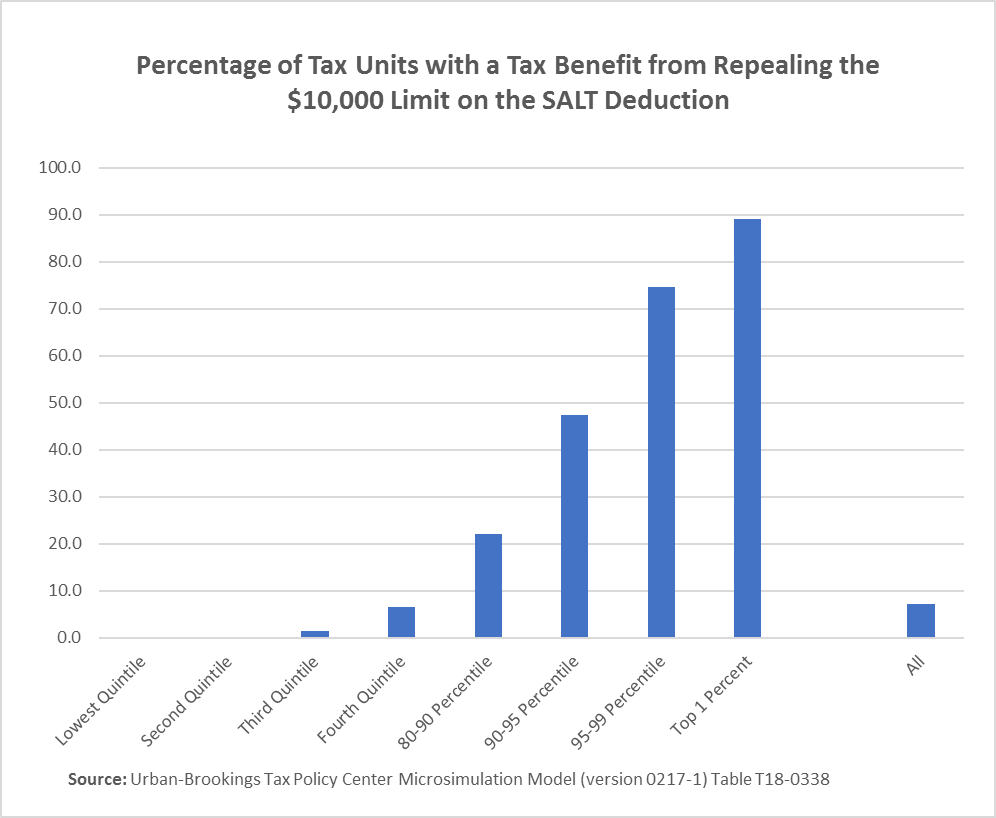 Percentage of Tax Units with a Tax Benefit from Repealing the
$10,000 Limit on the SALT Deduction
100.0
90.0
80.0
70.0
60.0
50.0
40.0
30.0
20.0
10.0
0.0
Lowest Quintile
Second Quintile
Third Quintile
Fourth Quintile
80-90 Percentile
90-95 Percentile
95-99 Percentile
Top 1 Percent
All
Source: Urban-Brookings Tax Policy Center Microsimulation Model (version 0217-1) Table T18-0338